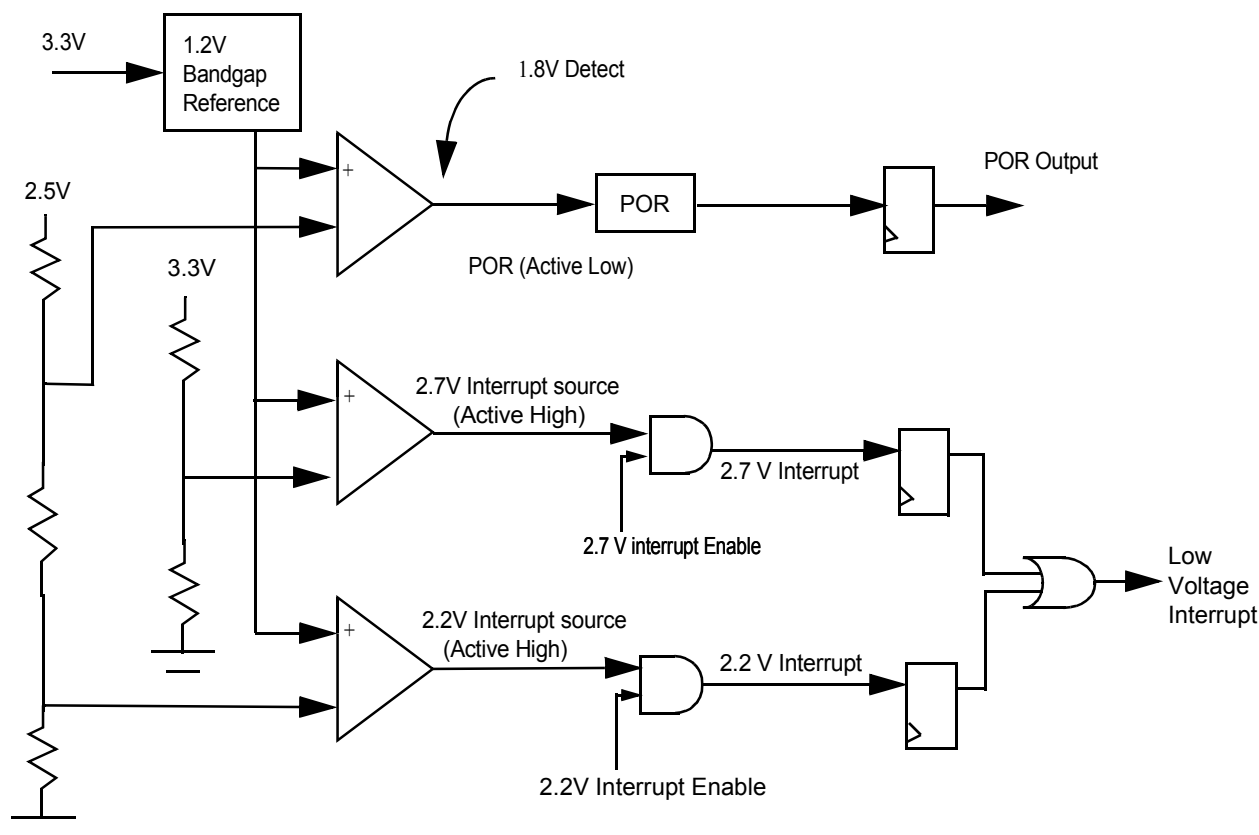 3.3V
1.2V
Bandgap
Reference
1.8V Detect
+
POR Output
2.5V
POR
POR (Active Low)
3.3V
+
2.7V Interrupt source
(Active High)
2.7 V Interrupt
2.7 V interrupt Enable
Low
Voltage
Interrupt
+
2.2V Interrupt source
(Active High)
2.2 V Interrupt
2.2V Interrupt Enable